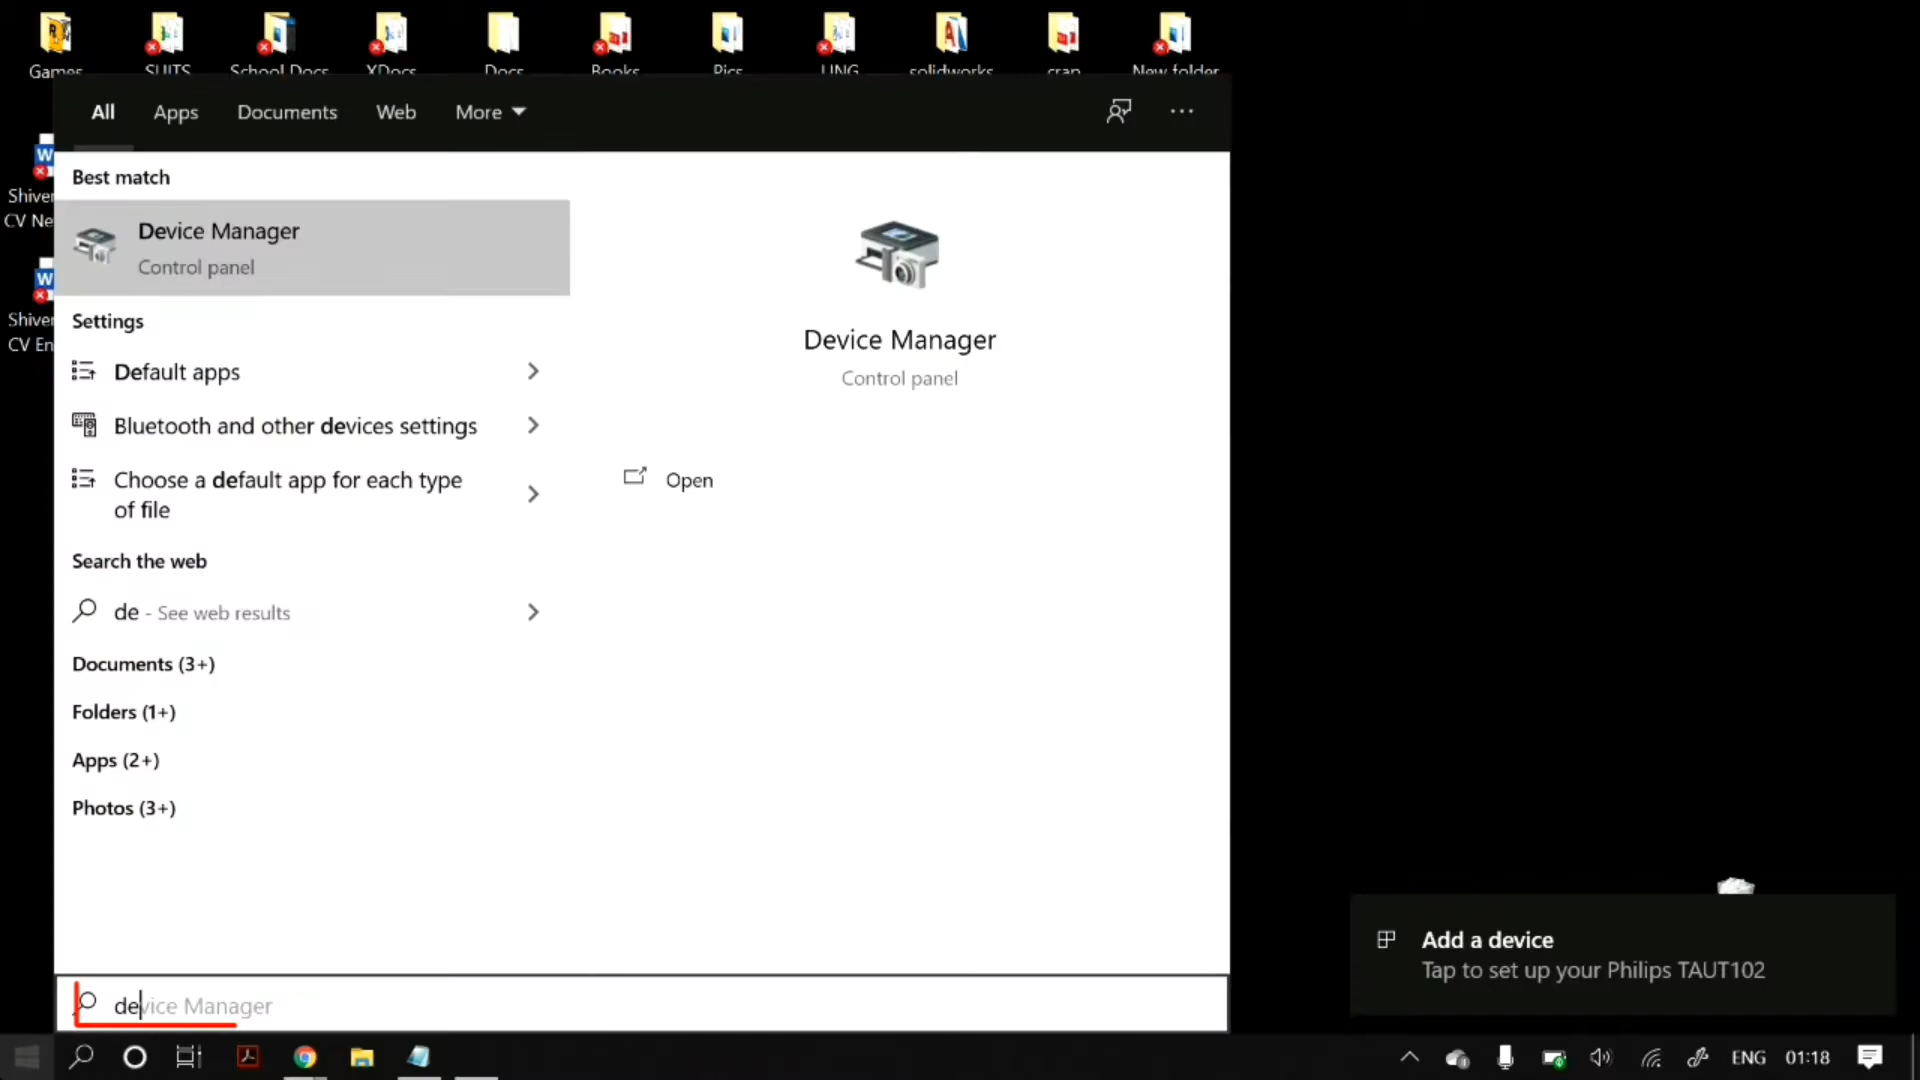 Games
SUITS
School Docs
XDocs
Docs
Books
Pics
UNG
solidworks
crap
New folder
All
Apps
Documents
Web
More
Shiver
CV Ne
Shiver
CV En
Best match
Device Manager
Control panel
Settings
Default apps
Bluetooth and other devices settings
Choose a default app for each type
of file
Search the web
de - See web results
Documents (3+)
Folders (1+)
Apps (2+)
Photos (3+)
Device Manager
Control panel
Open
Add a device
Tap to set up your Philips TAUT102
device Manager
ENG
01:18